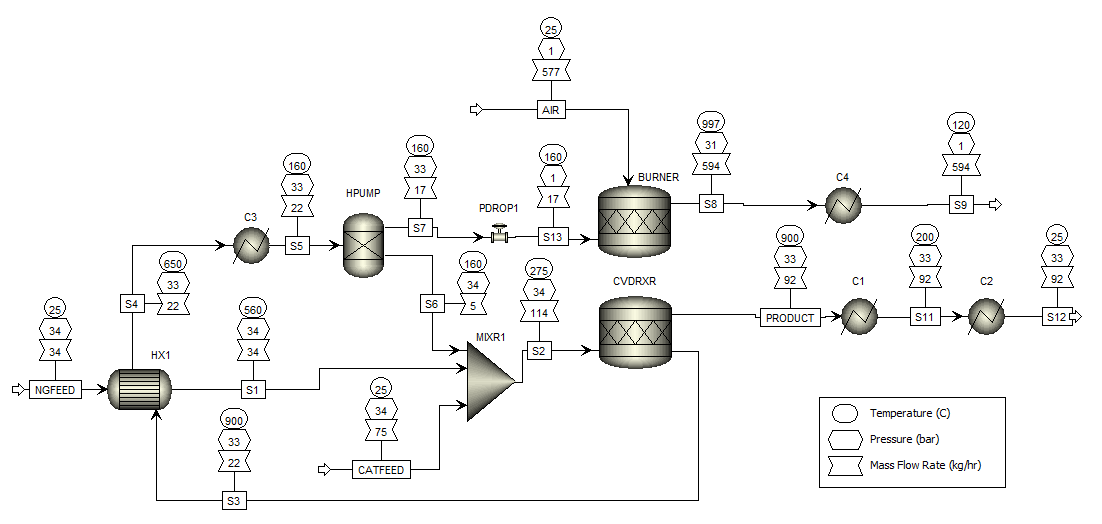 25
1
577
AIR
997
31
594
S8
120
1
594
S9
160
33
22
S5
160
33
17
S7
HPUMP
160
1
17
S13
PDROP1
BURNER
C4
C3
650
33
22
S4
160
34
5
S6
275
34
114
S2
CVDRXR
900
33
92
PRODUCT
C1
200
33
92
S11
C2
25
33
92
S12
25
34
34
NGFEED
HX1
560
34
34
S1
MIXR1
25
34
75
CATFEED
900
33
22
S3
Temperature (C)
Pressure (bar)
Mass Flow Rate (kg/hr)